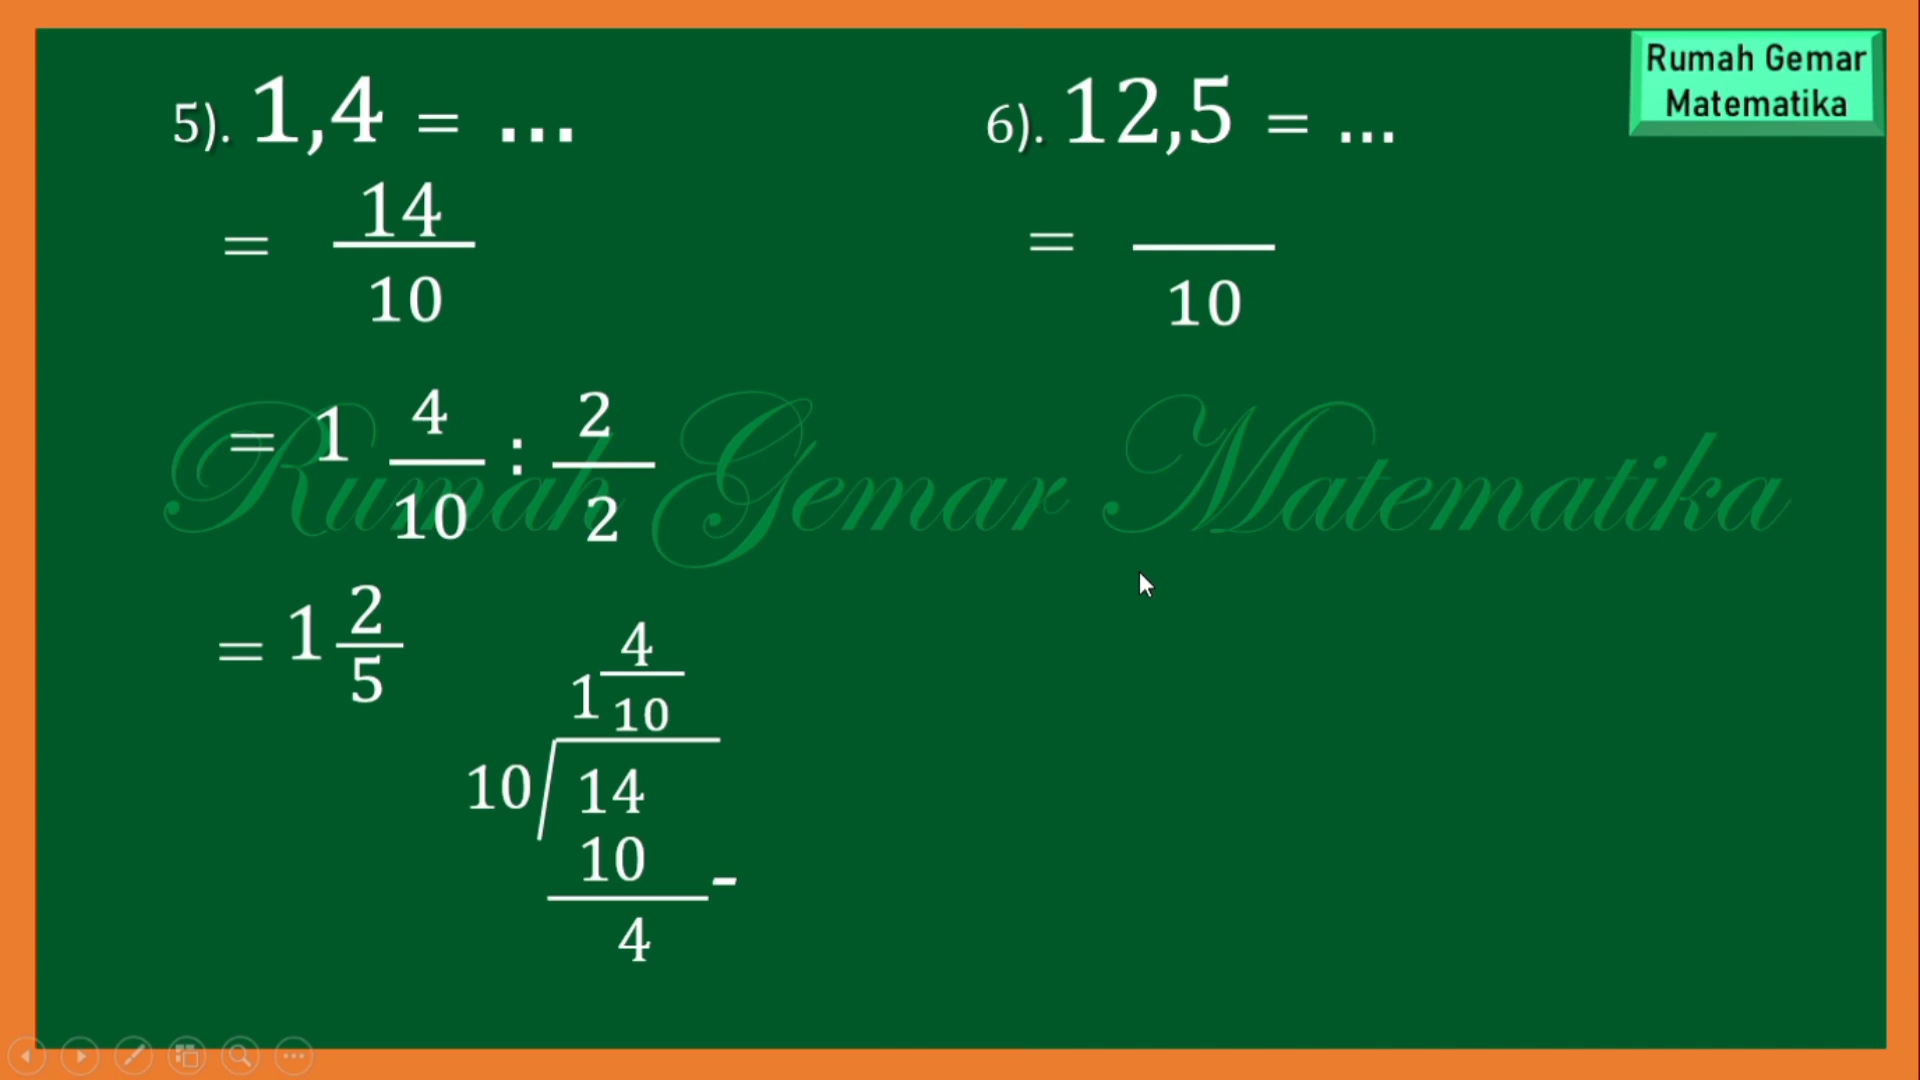 Rumah Gemar
Matematika
5). 1,4 = ...
= 14
10
= 1 4 : 2
10 2
= 1 2
5
1 4
10
10 14
10 -
4
6). 12,5 = ...
=
10
Rumah Gemar Matematika